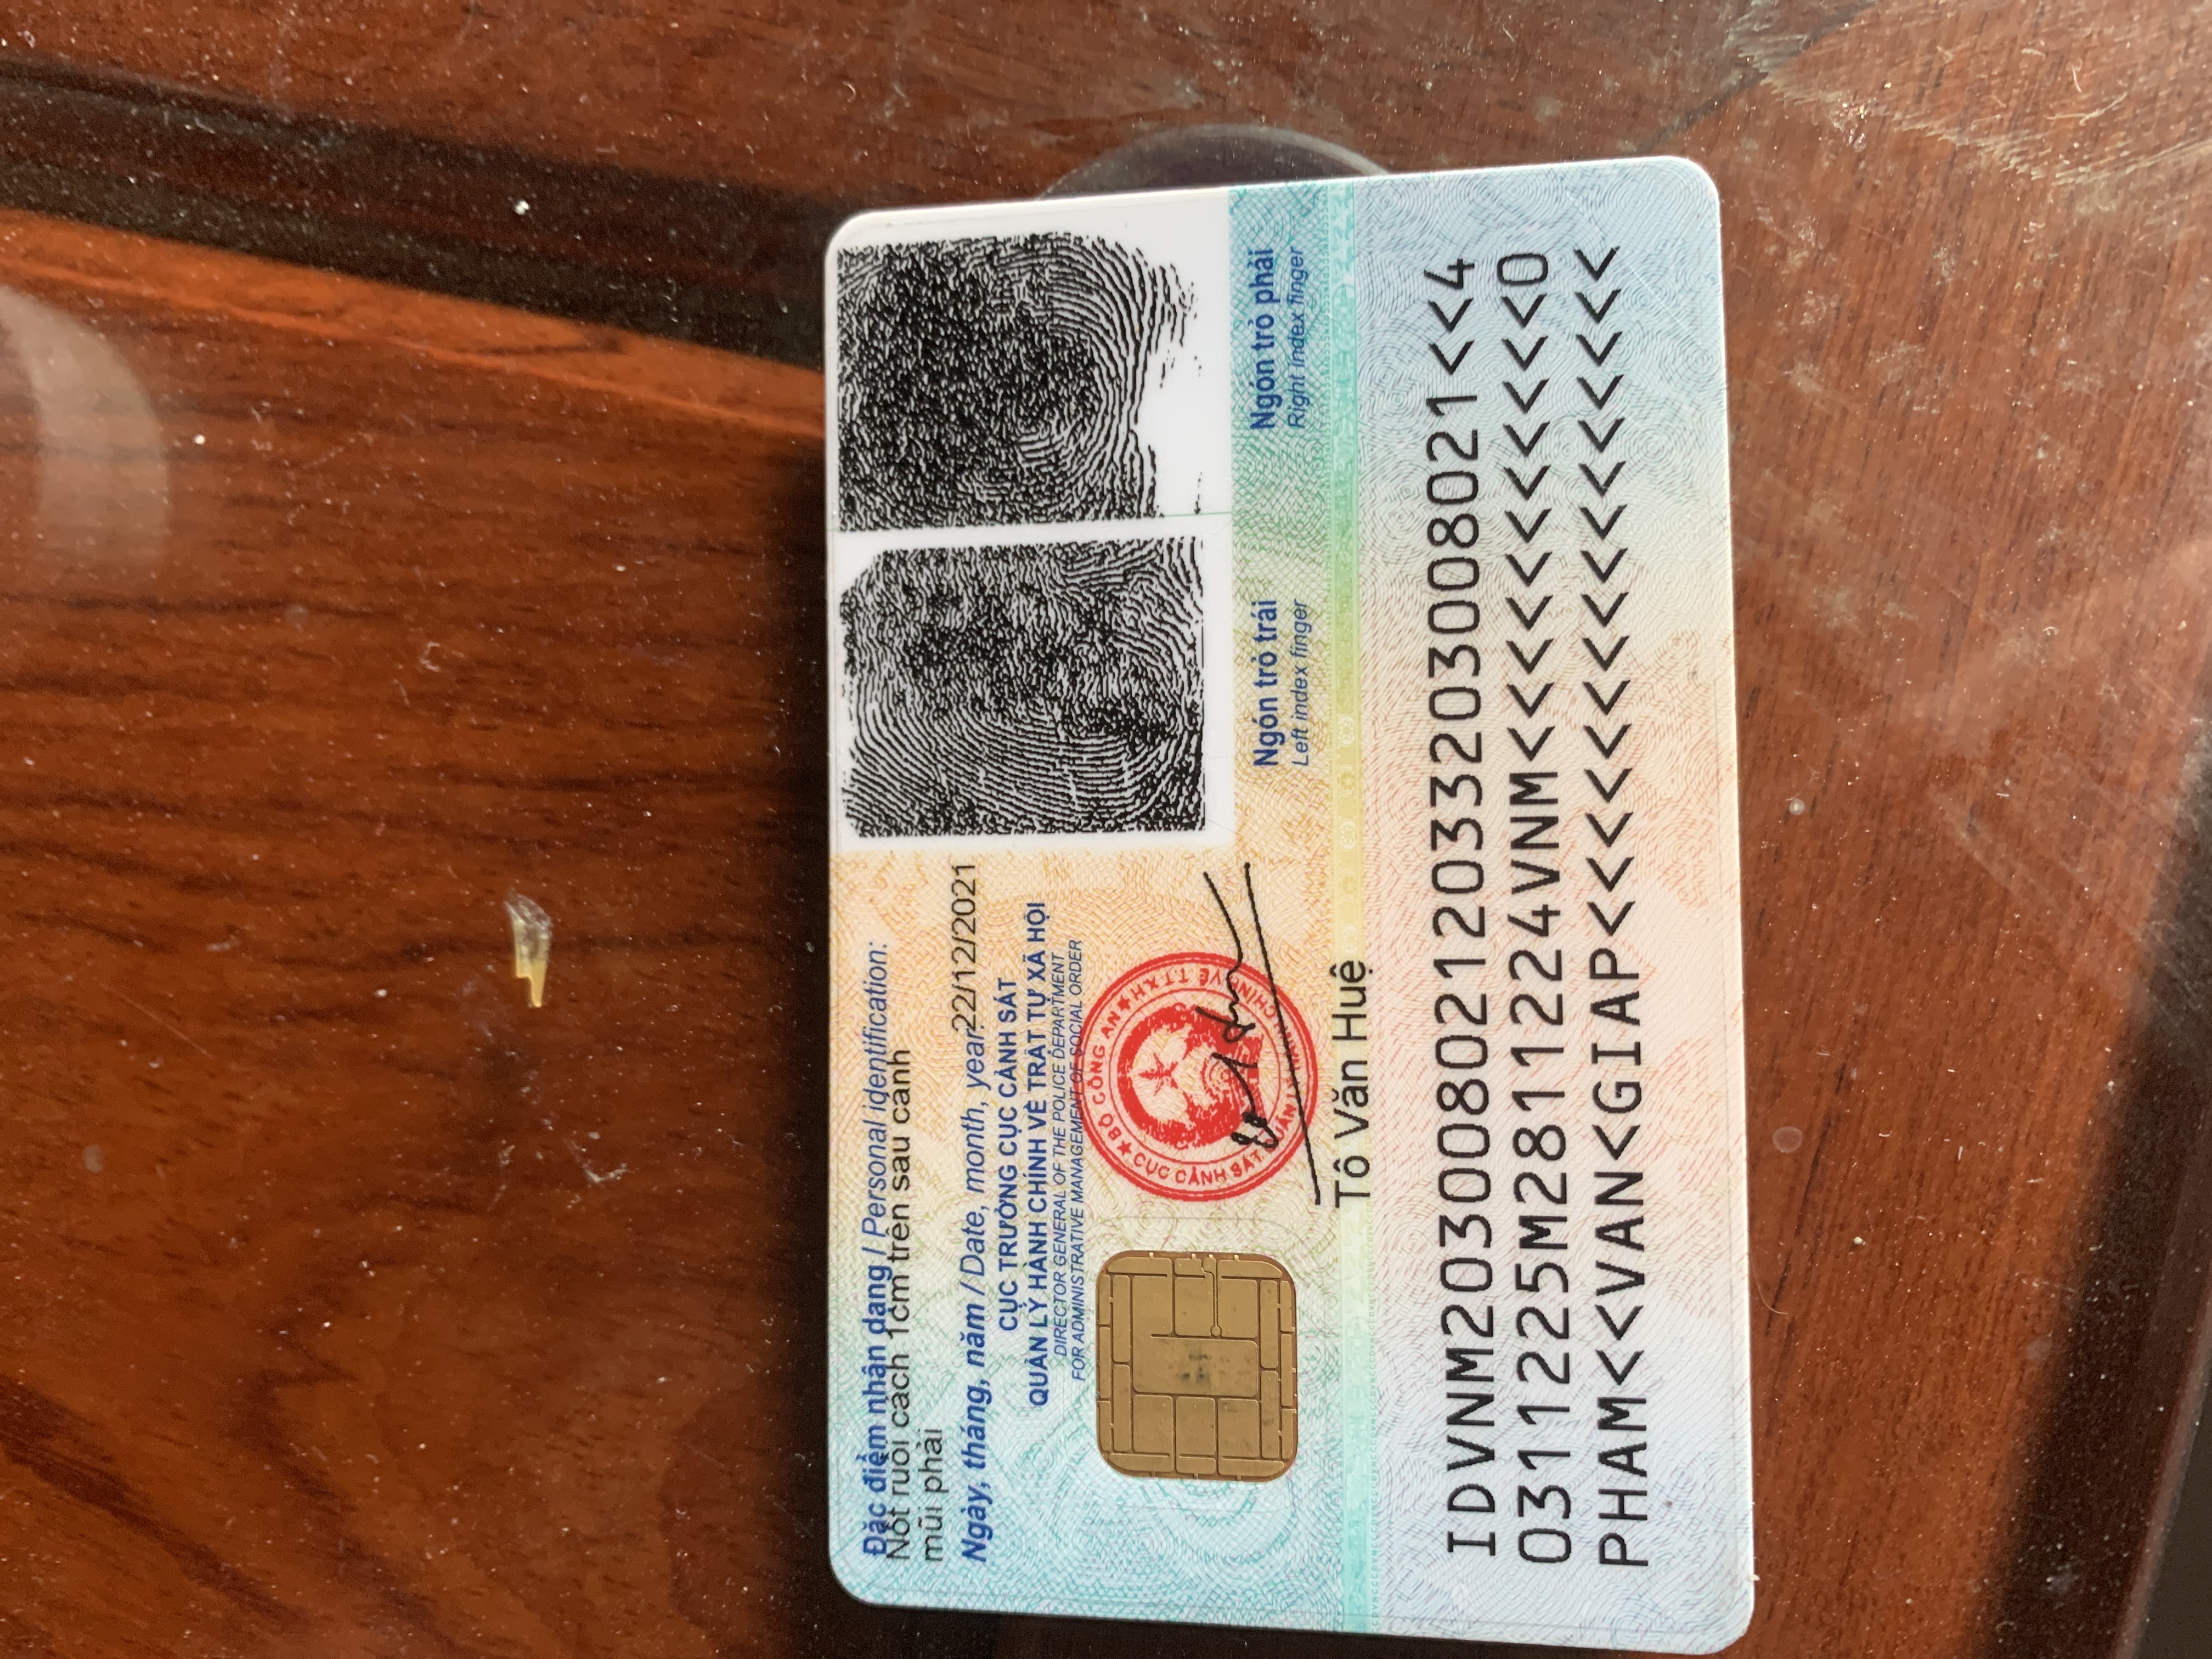 Đặc điểm nhân dạng / Personal identification:
Nốt ruồi cách 1cm trên sau cánh
mũi phải
Ngày, tháng, năm / Date, month, year: 22/12/2021
CỤC TRƯỞNG CỤC CẢNH SÁT
QUẢN LÝ HÀNH CHÍNH VỀ TRẬT TỰ XÃ HỘI
DIRECTOR GENERAL OF THE POLICE DEPARTMENT
FOR ADMINISTRATIVE MANAGEMENT OF SOCIAL ORDER
★ BỘ CÔNG AN ★
CỤC CẢNH SÁT QUẢN LÝ HÀNH CHÍNH VỀ TTXH
Tô Văn Huệ
Ngón trỏ trái
Left index finger
Ngón trỏ phải
Right index finger
IDVNM2030080212033203008021<<4
0311225M2811224VNM<<<<<<<<<<<0
PHAM<<VAN<GIAP<<<<<<<<<<<<<<<<